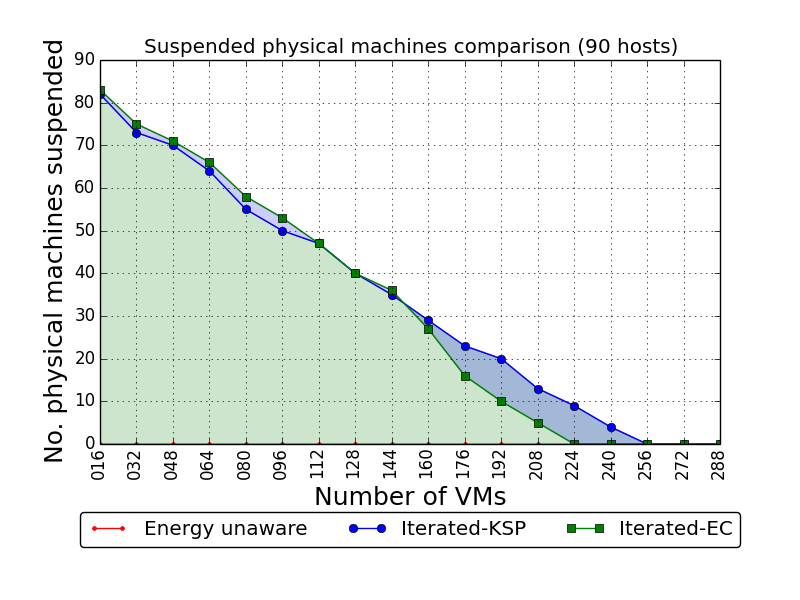 Suspended physical machines comparison (90 hosts)
No. physical machines suspended
90
80
70
60
50
40
30
20
10
0
016 032 048 064 080 096 112 128 144 160 176 192 208 224 240 256 272 288
Number of VMs
Energy unaware Iterated-KSP Iterated-EC